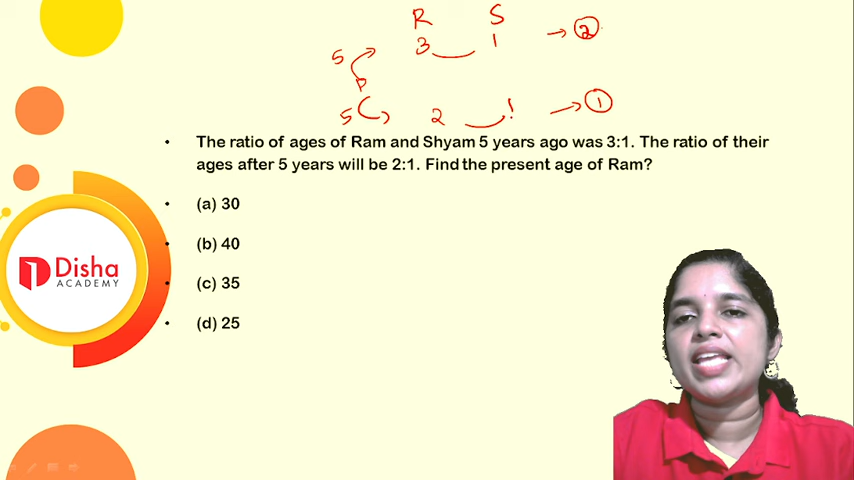 R S
5 3 1 → 2
P
5 2 1 → 1
• The ratio of ages of Ram and Shyam 5 years ago was 3:1. The ratio of their
ages after 5 years will be 2:1. Find the present age of Ram?
• (a) 30
• (b) 40
• (c) 35
• (d) 25
Disha
ACADEMY